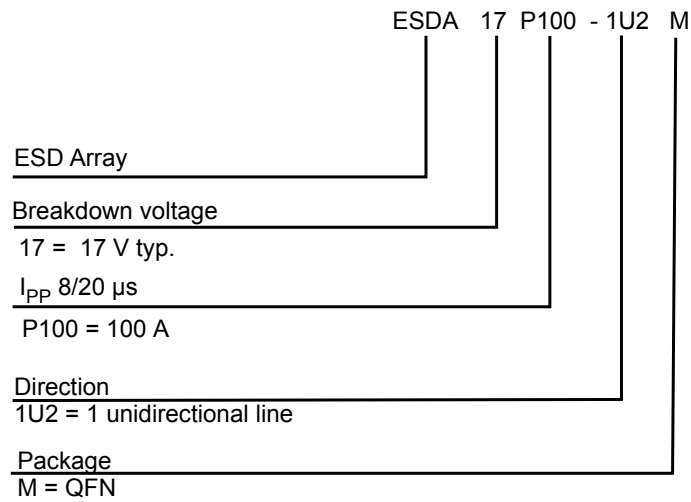 ESDA 17 P100 - 1U2 M
ESD Array
Breakdown voltage
17 = 17 V typ.
IPP 8/20 µs
P100 = 100 A
Direction
1U2 = 1 unidirectional line
Package
M = QFN